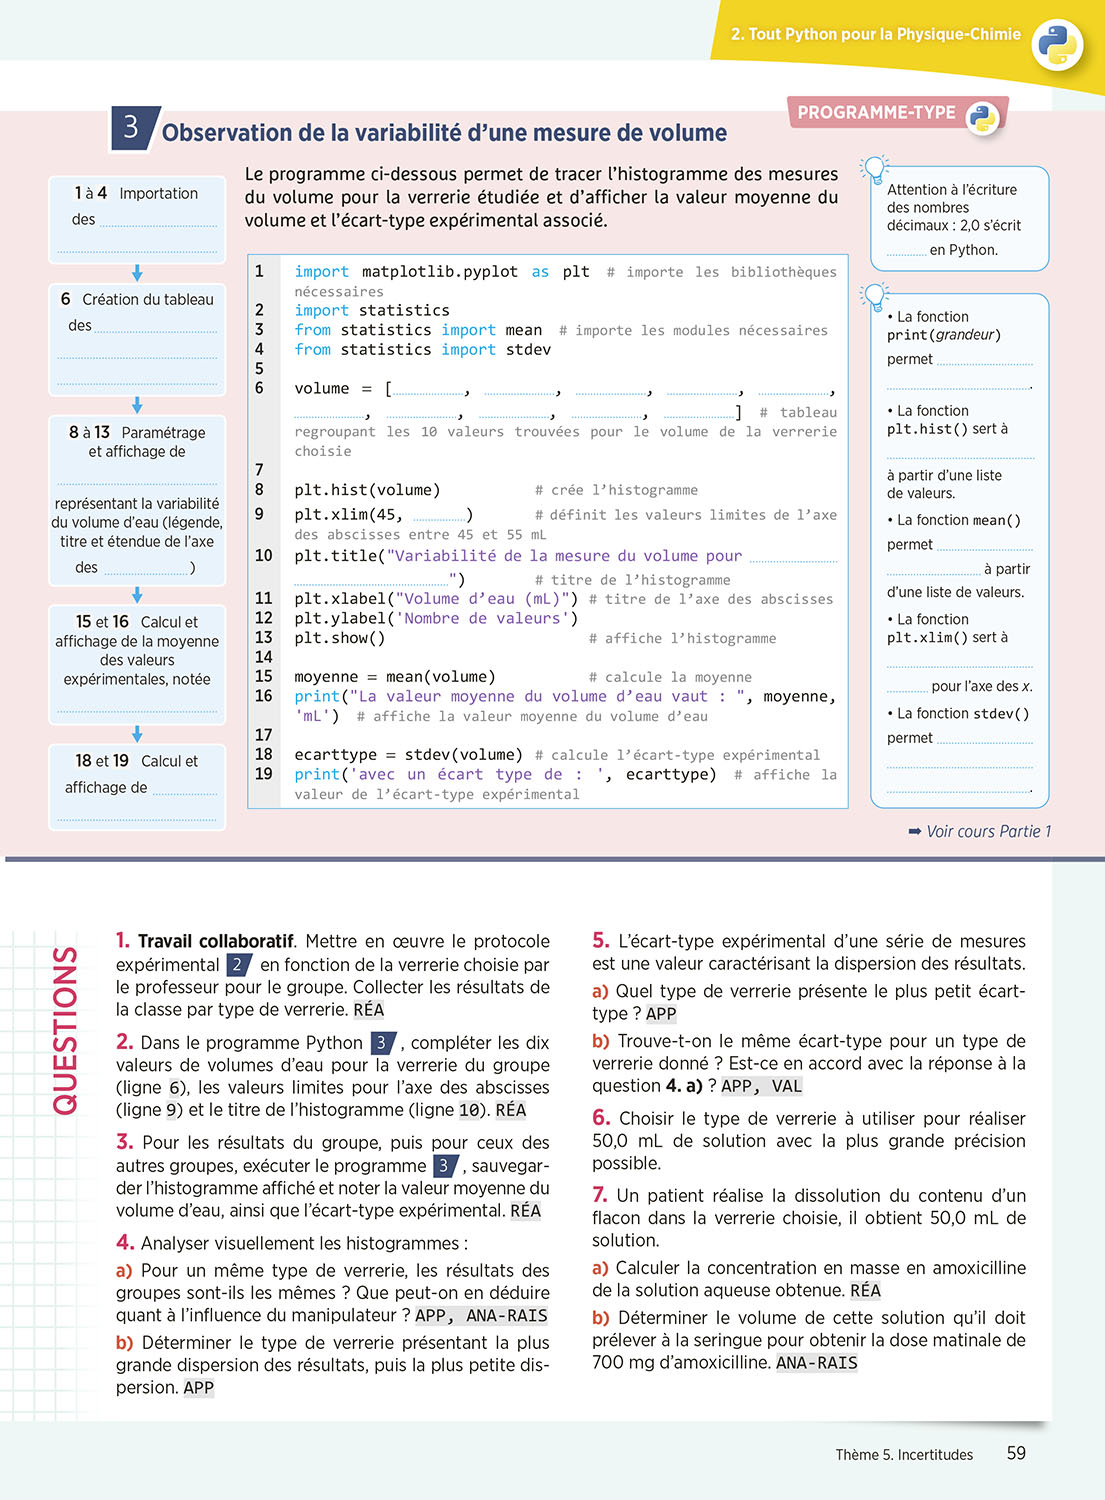 2. Tout Python pour la Physique-Chimie
PROGRAMME-TYPE
3 Observation de la variabilité d'une mesure de volume
1 à 4 Importation
des
6 Création du tableau
des
8 à 13 Paramétrage
et affichage de
représentant la variabilité
du volume d'eau (légende,
titre et étendue de l'axe
des )
15 et 16 Calcul et
affichage de la moyenne
des valeurs
expérimentales, notée
18 et 19 Calcul et
affichage de
Le programme ci-dessous permet de tracer l'histogramme des mesures
du volume pour la verrerie étudiée et d'afficher la valeur moyenne du
volume et l'écart-type expérimental associé.
1 import matplotlib.pyplot as plt # importe les bibliothèques
nécessaires
2 import statistics
3 from statistics import mean # importe les modules nécessaires
4 from statistics import stdev
5
6 volume = [..............., ..............., ..............., ..............., ...............,
..............., ..............., ..............., ..............., ...............] # tableau
regroupant les 10 valeurs trouvées pour le volume de la verrerie
choisie
7
8 plt.hist(volume) # crée l'histogramme
9 plt.xlim(45, ............) # définit les valeurs limites de l'axe
des abscisses entre 45 et 55 mL
10 plt.title("Variabilité de la mesure du volume pour ..................
..................") # titre de l'histogramme
11 plt.xlabel("Volume d'eau (mL)") # titre de l'axe des abscisses
12 plt.ylabel('Nombre de valeurs')
13 plt.show() # affiche l'histogramme
14
15 moyenne = mean(volume) # calcule la moyenne
16 print("La valeur moyenne du volume d'eau vaut : ", moyenne,
'mL') # affiche la valeur moyenne du volume d'eau
17
18 ecarttype = stdev(volume) # calcule l'écart-type expérimental
19 print('avec un écart type de : ', ecarttype) # affiche la
valeur de l'écart-type expérimental
Attention à l'écriture
des nombres
décimaux : 2,0 s'écrit
.......... en Python.
• La fonction
print(grandeur)
permet
.
• La fonction
plt.hist() sert à
à partir d'une liste
de valeurs.
• La fonction mean()
permet
à partir
d'une liste de valeurs.
• La fonction
plt.xlim() sert à
pour l'axe des x.
• La fonction stdev()
permet
.
➡ Voir cours Partie 1
QUESTIONS
1. Travail collaboratif. Mettre en œuvre le protocole
expérimental 2 en fonction de la verrerie choisie par
le professeur pour le groupe. Collecter les résultats de
la classe par type de verrerie. RÉA
2. Dans le programme Python 3 , compléter les dix
valeurs de volumes d'eau pour la verrerie du groupe
(ligne 6), les valeurs limites pour l'axe des abscisses
(ligne 9) et le titre de l'histogramme (ligne 10). RÉA
3. Pour les résultats du groupe, puis pour ceux des
autres groupes, exécuter le programme 3 , sauvegar-
der l'histogramme affiché et noter la valeur moyenne du
volume d'eau, ainsi que l'écart-type expérimental. RÉA
4. Analyser visuellement les histogrammes :
a) Pour un même type de verrerie, les résultats des
groupes sont-ils les mêmes ? Que peut-on en déduire
quant à l'influence du manipulateur ? APP, ANA-RAIS
b) Déterminer le type de verrerie présentant la plus
grande dispersion des résultats, puis la plus petite dis-
persion. APP
5. L'écart-type expérimental d'une série de mesures
est une valeur caractérisant la dispersion des résultats.
a) Quel type de verrerie présente le plus petit écart-
type ? APP
b) Trouve-t-on le même écart-type pour un type de
verrerie donné ? Est-ce en accord avec la réponse à la
question 4. a) ? APP, VAL
6. Choisir le type de verrerie à utiliser pour réaliser
50,0 mL de solution avec la plus grande précision
possible.
7. Un patient réalise la dissolution du contenu d'un
flacon dans la verrerie choisie, il obtient 50,0 mL de
solution.
a) Calculer la concentration en masse en amoxicilline
de la solution aqueuse obtenue. RÉA
b) Déterminer le volume de cette solution qu'il doit
prélever à la seringue pour obtenir la dose matinale de
700 mg d'amoxicilline. ANA-RAIS
Thème 5. Incertitudes 59